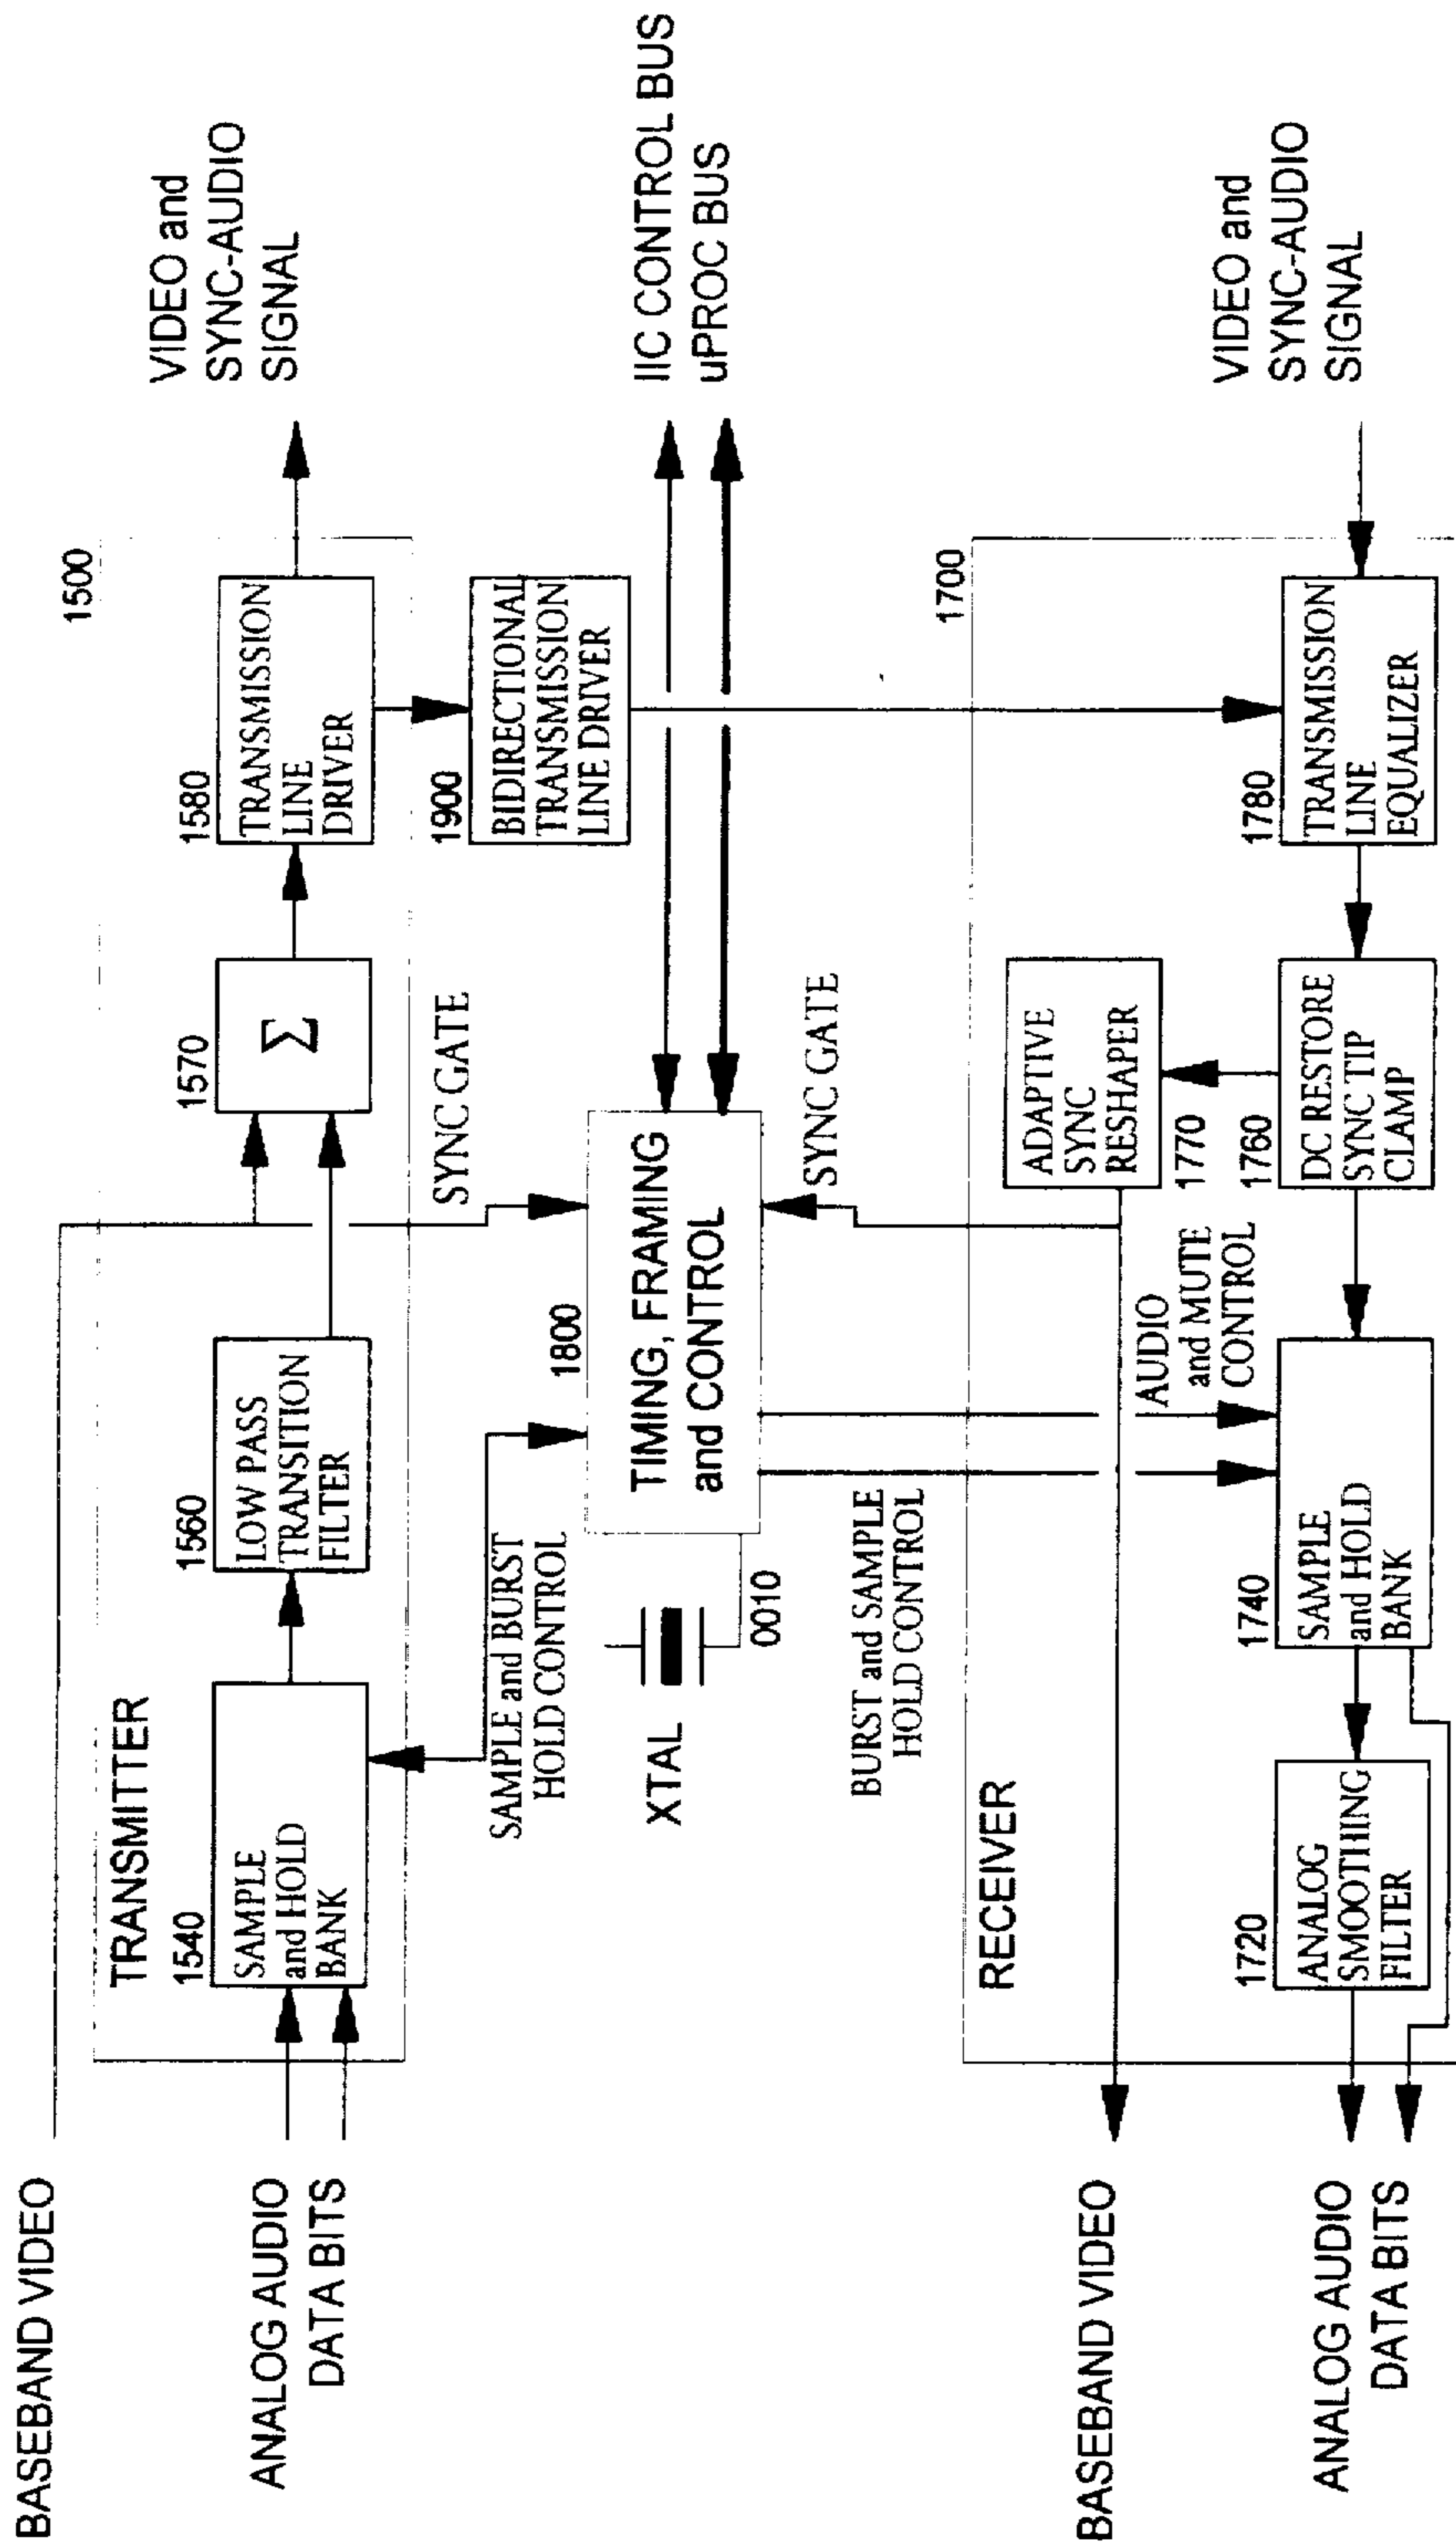 BASEBAND VIDEO
ANALOG AUDIO
DATA BITS
TRANSMITTER
1500
1540
SAMPLE
and HOLD
BANK
1560
LOW PASS
TRANSITION
FILTER
1570
Σ
1580
TRANSMISSION
LINE
DRIVER
VIDEO and
SYNC-AUDIO
SIGNAL
SYNC GATE
SAMPLE and BURST
HOLD CONTROL
1900
BIDIRECTIONAL
TRANSMISSION
LINE DRIVER
XTAL
0010
1800
TIMING, FRAMING
and CONTROL
IIC CONTROL BUS
uPROC BUS
SYNC GATE
BURST and SAMPLE
HOLD CONTROL
RECEIVER
1700
AUDIO
and MUTE
CONTROL
ADAPTIVE
SYNC
RESHAPER
1770
BASEBAND VIDEO
1720
ANALOG
SMOOTHING
FILTER
1740
SAMPLE
and HOLD
BANK
1760
DC RESTORE
SYNC TIP
CLAMP
1780
TRANSMISSION
LINE
EQUALIZER
VIDEO and
SYNC-AUDIO
SIGNAL
ANALOG AUDIO
DATA BITS